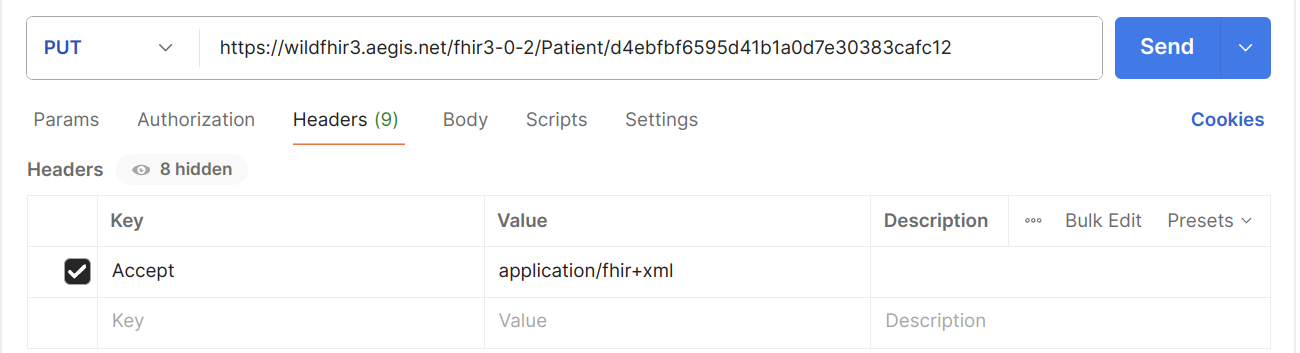 PUT https://wildfhir3.aegis.net/fhir3-0-2/Patient/d4ebfbf6595d41b1a0d7e30383cafc12 Send
Params Authorization Headers (9) Body Scripts Settings Cookies
Headers 8 hidden
Key Value Description Bulk Edit Presets
Accept application/fhir+xml
Key Value Description